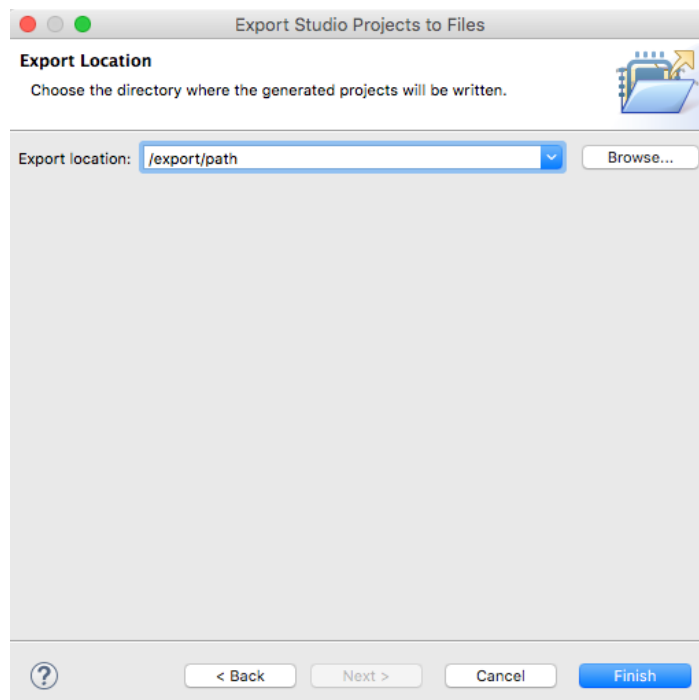 Export Studio Projects to Files
Export Location
Choose the directory where the generated projects will be written.
Export location: /export/path Browse...
? < Back Next > Cancel Finish